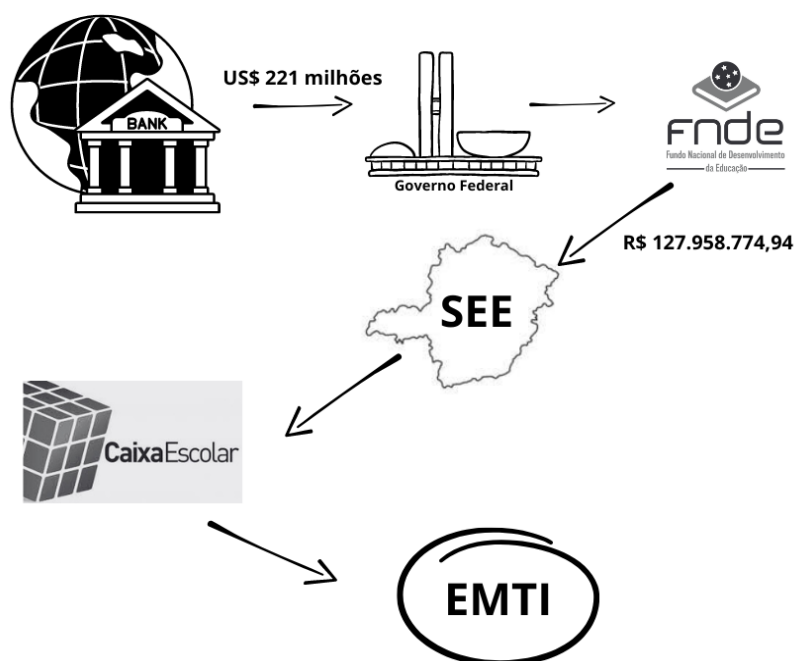 US$ 221 milhões
BANK
Governo Federal
fnde
Fundo Nacional de Desenvolvimento
da Educação
R$ 127.958.774,94
SEE
CaixaEscolar
EMTI